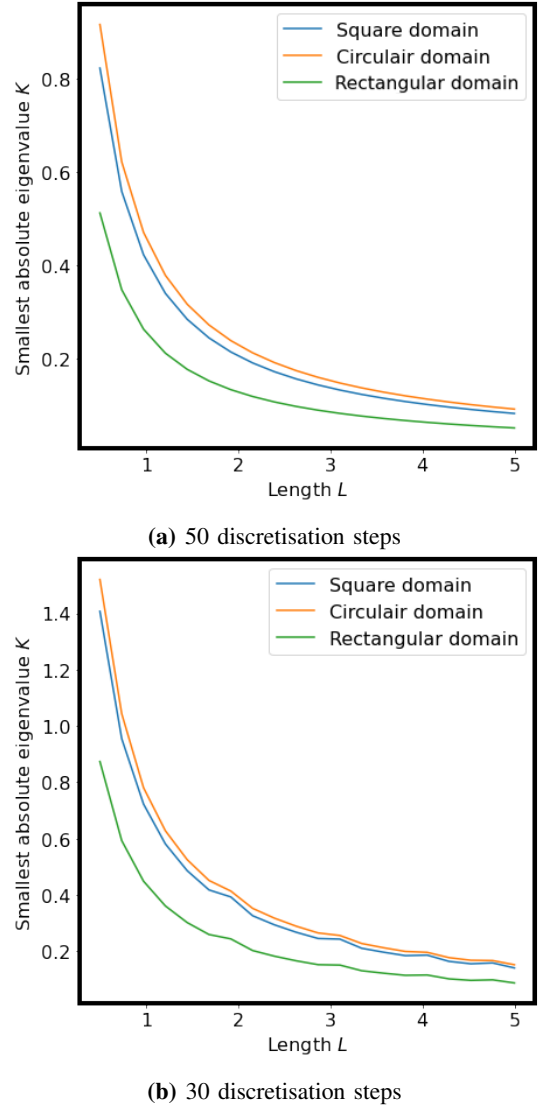 Smallest absolute eigenvalue K
0.8
0.6
0.4
0.2
Square domain
Circulair domain
Rectangular domain
1 2 3 4 5
Length L
(a) 50 discretisation steps
Smallest absolute eigenvalue K
1.4
1.2
1.0
0.8
0.6
0.4
0.2
Square domain
Circulair domain
Rectangular domain
1 2 3 4 5
Length L
(b) 30 discretisation steps